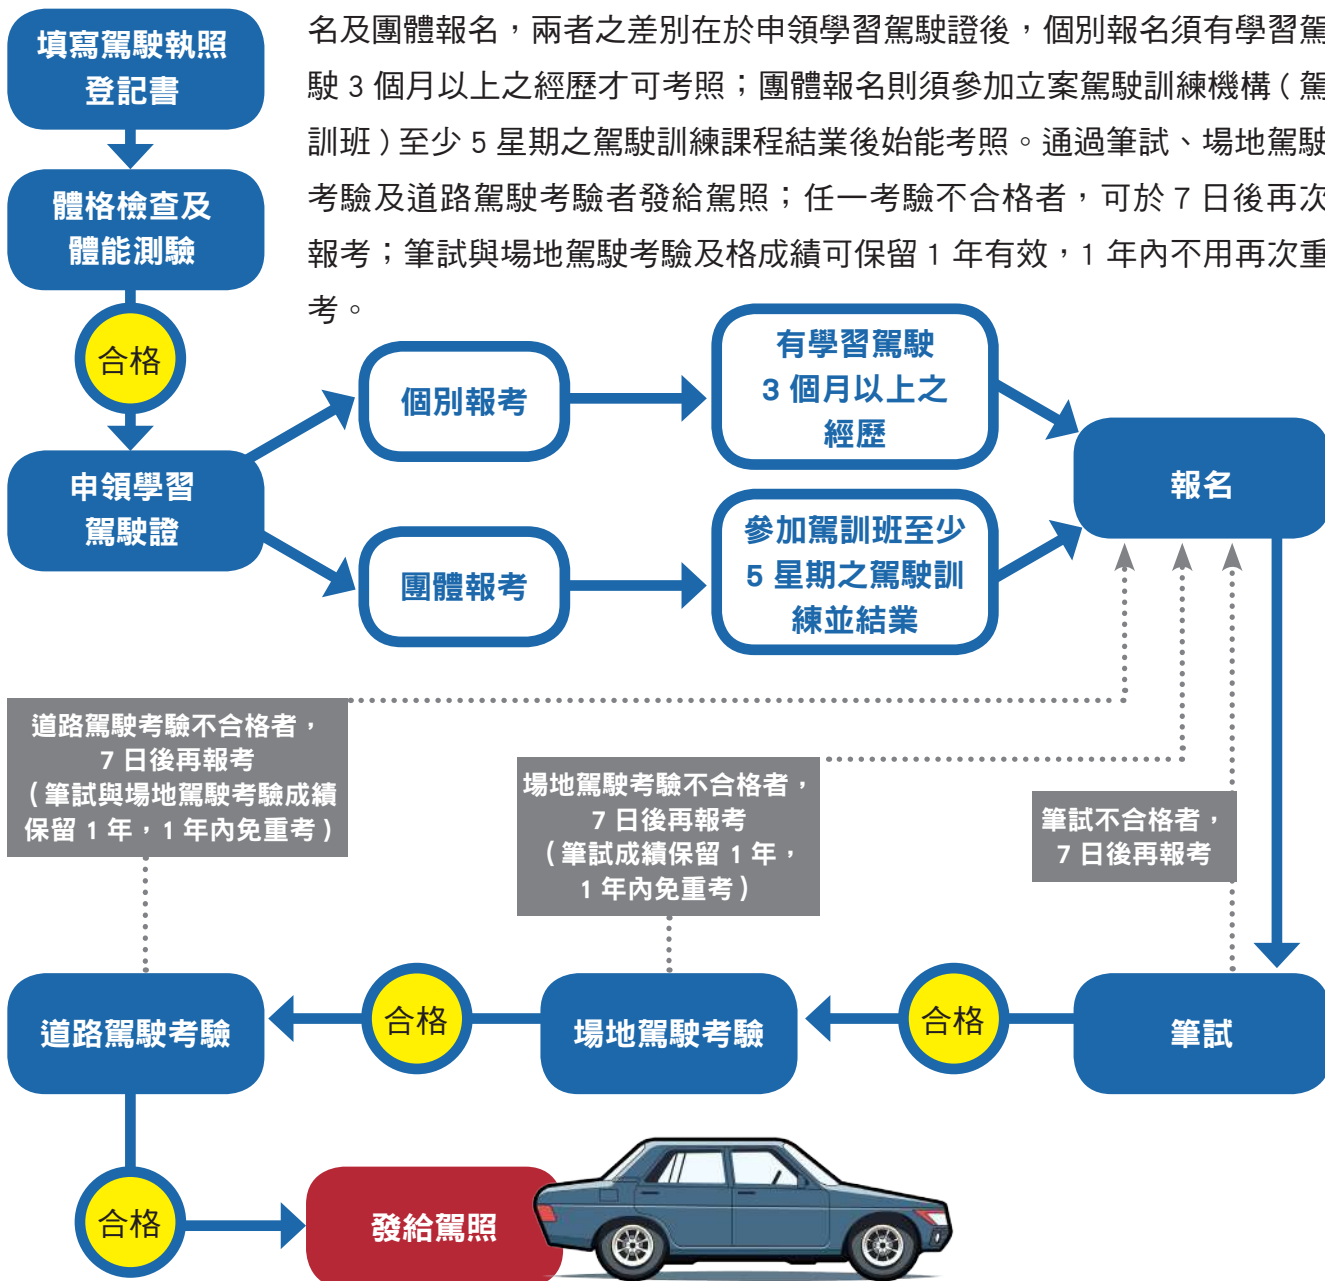 名及團體報名，兩者之差別在於申領學習駕駛證後，個別報名須有學習駕
駛 3 個月以上之經歷才可考照；團體報名則須參加立案駕駛訓練機構（駕
訓班）至少 5 星期之駕駛訓練課程結業後始能考照。通過筆試、場地駕駛
考驗及道路駕駛考驗者發給駕照；任一考驗不合格者，可於 7 日後再次
報考；筆試與場地駕駛考驗及格成績可保留 1 年有效，1 年內不用再次重
考。
填寫駕駛執照
登記書
體格檢查及
體能測驗
合格
申領學習
駕駛證
個別報考
有學習駕駛
3 個月以上之
經歷
團體報考
參加駕訓班至少
5 星期之駕駛訓
練並結業
報名
道路駕駛考驗不合格者，
7 日後再報考
（筆試與場地駕駛考驗成績
保留 1 年，1 年內免重考）
場地駕駛考驗不合格者，
7 日後再報考
（筆試成績保留 1 年，
1 年內免重考）
筆試不合格者，
7 日後再報考
筆試
合格
場地駕駛考驗
合格
道路駕駛考驗
合格
發給駕照